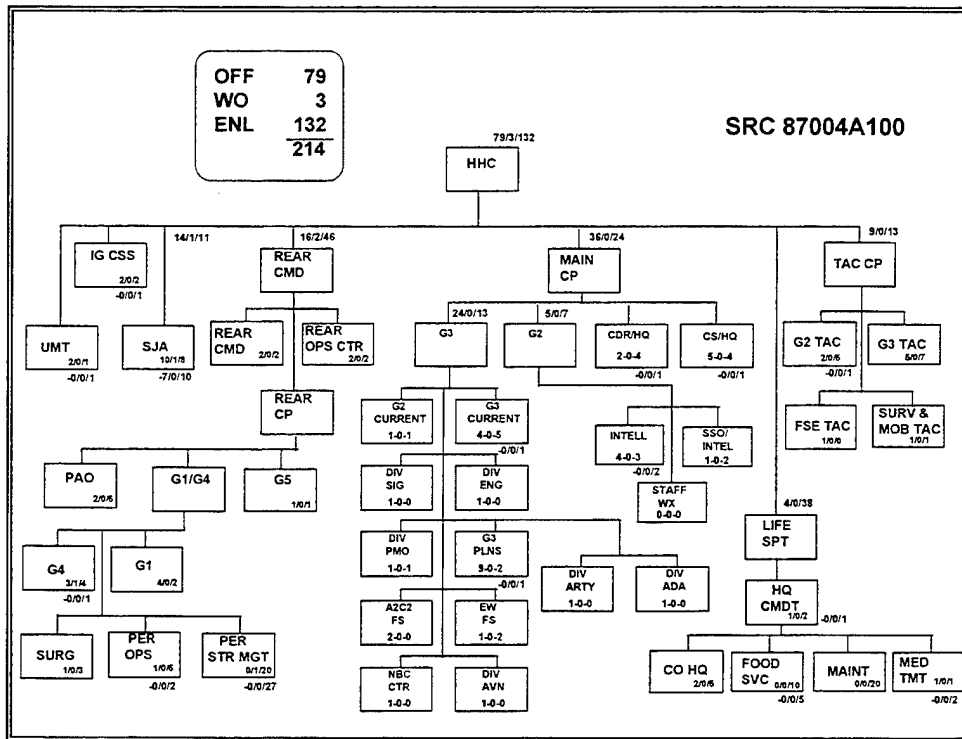 OFF 79
WO 3
ENL 132
214
SRC 87004A100
79/3/132
HHC
14/1/11
16/2/46
36/0/24
9/0/13
IG CSS
2/0/2
-0/0/1
REAR
CMD
MAIN
CP
TAC CP
24/0/13
5/0/7
UMT
2/0/1
-0/0/1
SJA
10/1/8
-7/0/10
REAR
CMD
2/0/2
REAR
OPS CTR
2/0/2
G3
G2
CDR/HQ
2-0-4
-0/0/1
CS/HQ
5-0-4
-0/0/1
G2 TAC
2/0/5
-0/0/1
G3 TAC
5/0/7
REAR
CP
G2
CURRENT
1-0-1
G3
CURRENT
4-0-5
-0/0/1
INTELL
4-0-3
-0/0/2
SSO/
INTEL
1-0-2
FSE TAC
1/0/0
SURV &
MOB TAC
1/0/1
PAO
2/0/6
G1/G4
G5
1/0/1
DIV
SIG
1-0-0
DIV
ENG
1-0-0
STAFF
WX
0-0-0
4/0/38
LIFE
SPT
G4
3/1/4
-0/0/1
G1
4/0/2
DIV
PMO
1-0-1
G3
PLNS
9-0-2
-0/0/1
DIV
ARTY
1-0-0
DIV
ADA
1-0-0
HQ
CMDT
1/0/2
-0/0/1
SURG
1/0/3
PER
OPS
1/0/6
-0/0/2
PER
STR MGT
0/1/20
-0/0/27
A2C2
FS
2-0-0
EW
FS
1-0-2
CO HQ
2/0/6
FOOD
SVC
0/0/10
-0/0/5
MAINT
0/0/20
MED
TMT
1/0/1
-0/0/2
NBC
CTR
1-0-0
DIV
AVN
1-0-0